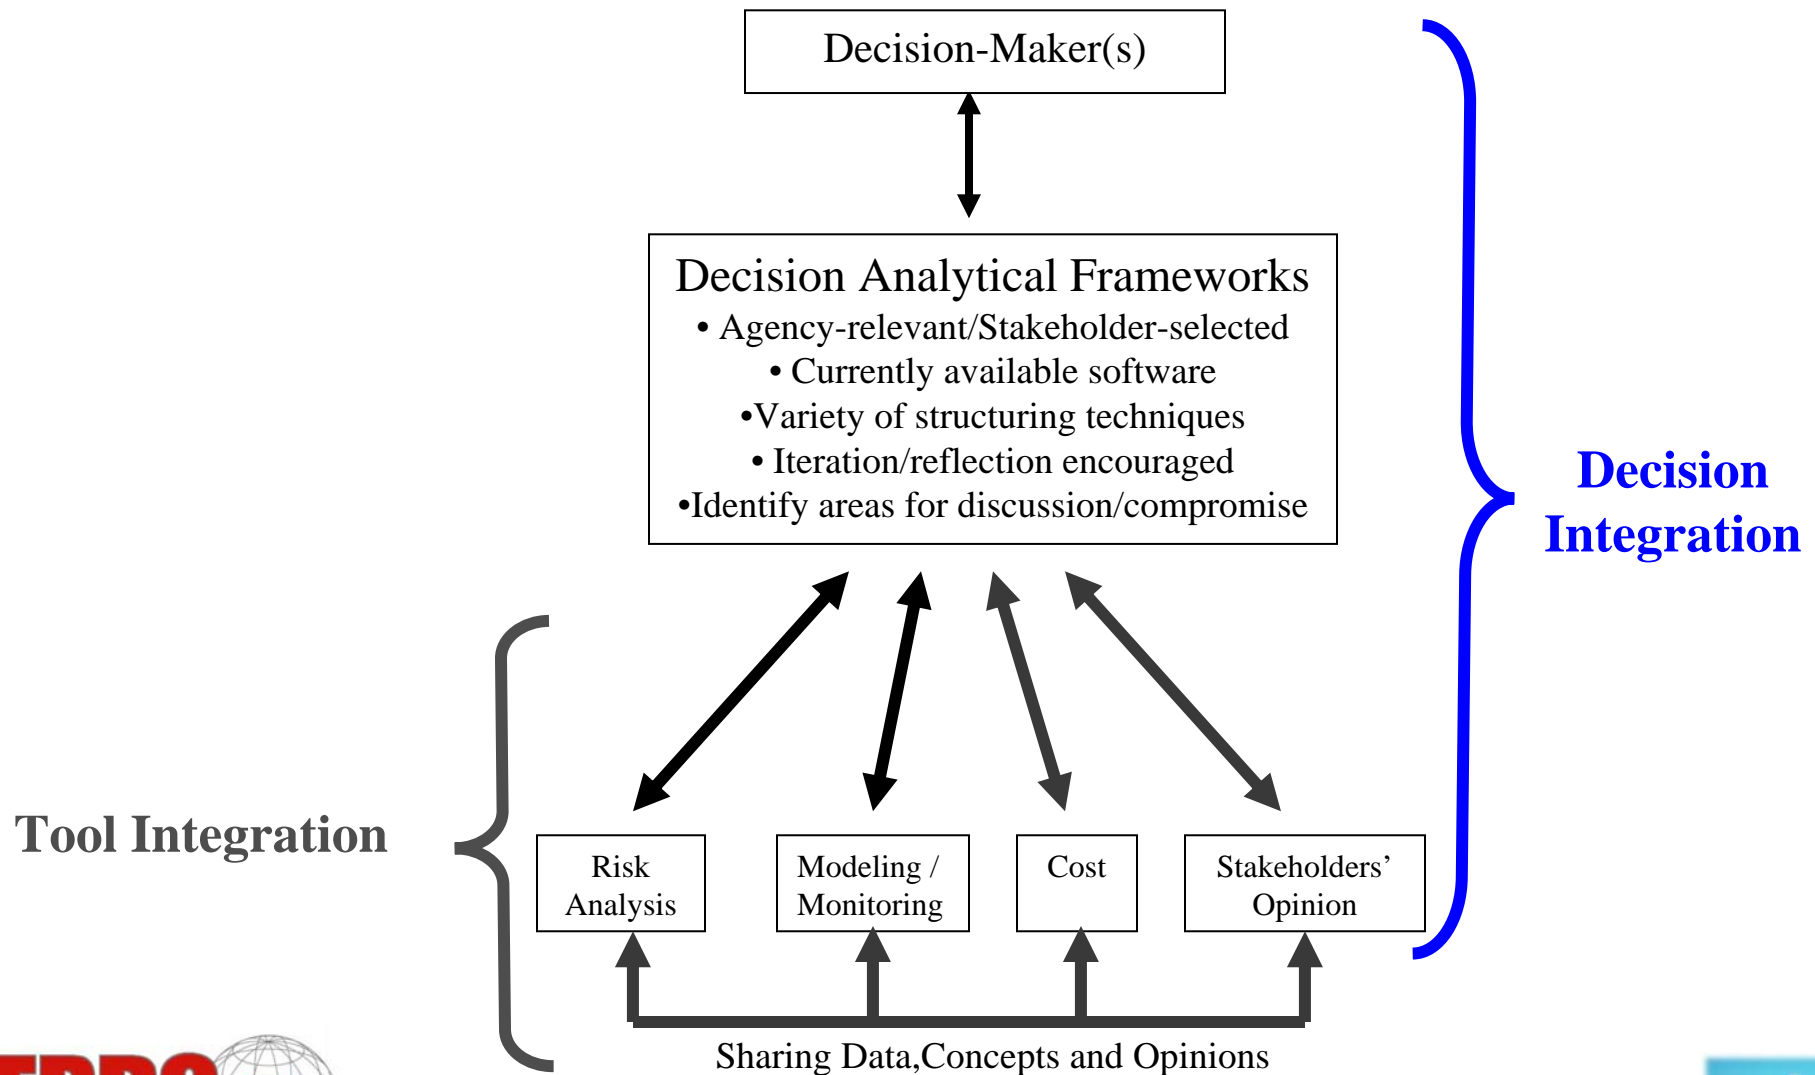 Decision-Maker(s)
Decision Analytical Frameworks
• Agency-relevant/Stakeholder-selected
• Currently available software
•Variety of structuring techniques
• Iteration/reflection encouraged
•Identify areas for discussion/compromise
Decision
Integration
Tool Integration
Risk
Analysis
Modeling /
Monitoring
Cost
Stakeholders’
Opinion
Sharing Data,Concepts and Opinions